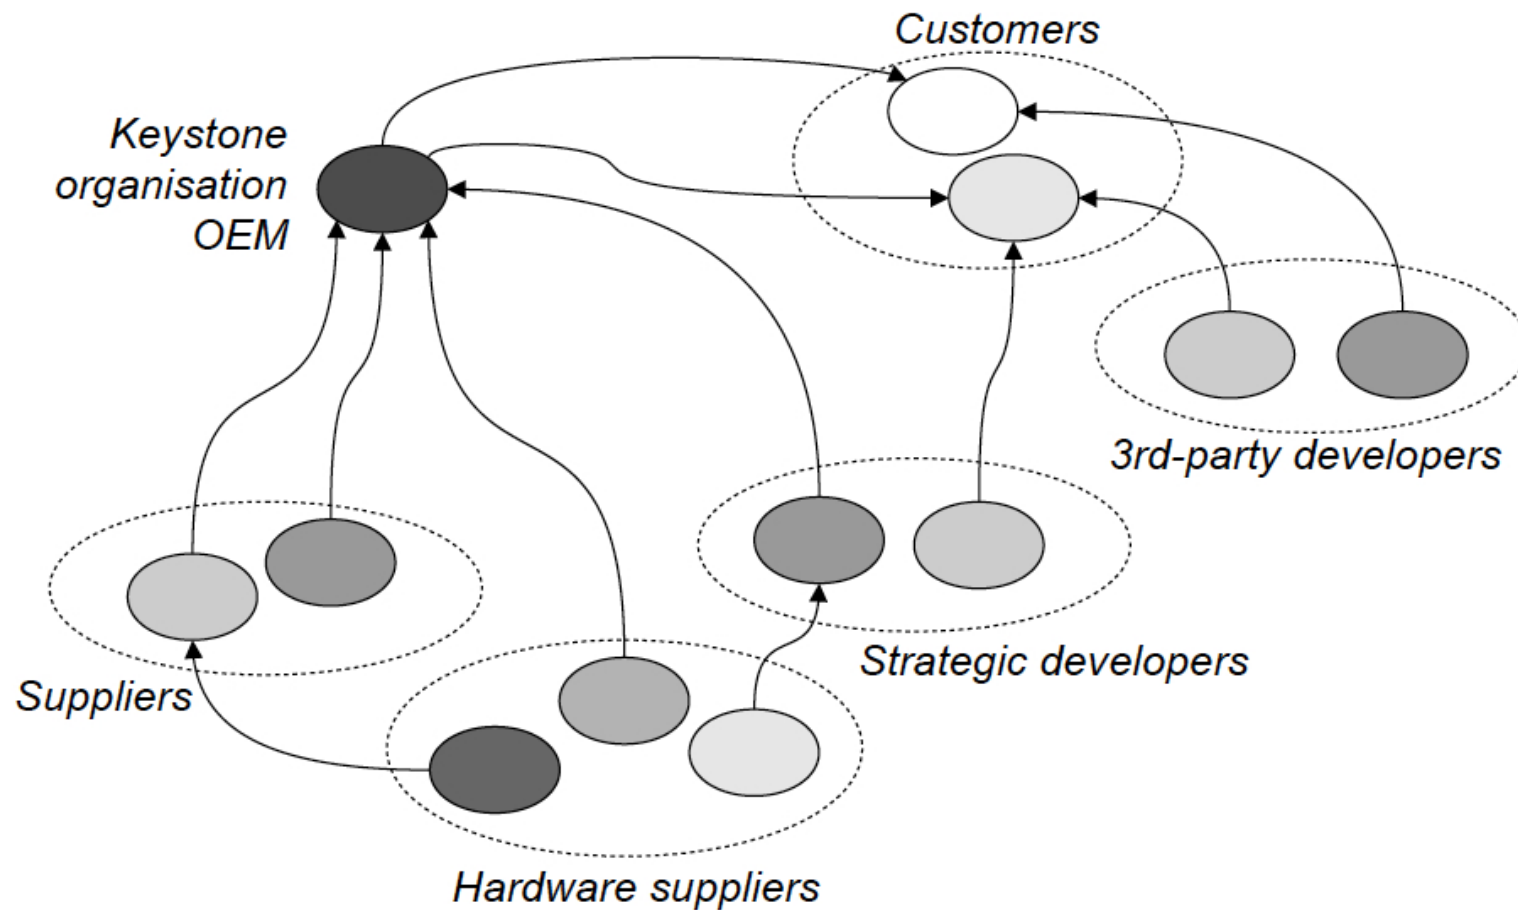 Customers
Keystone
organisation
OEM
3rd-party developers
Strategic developers
Suppliers
Hardware suppliers